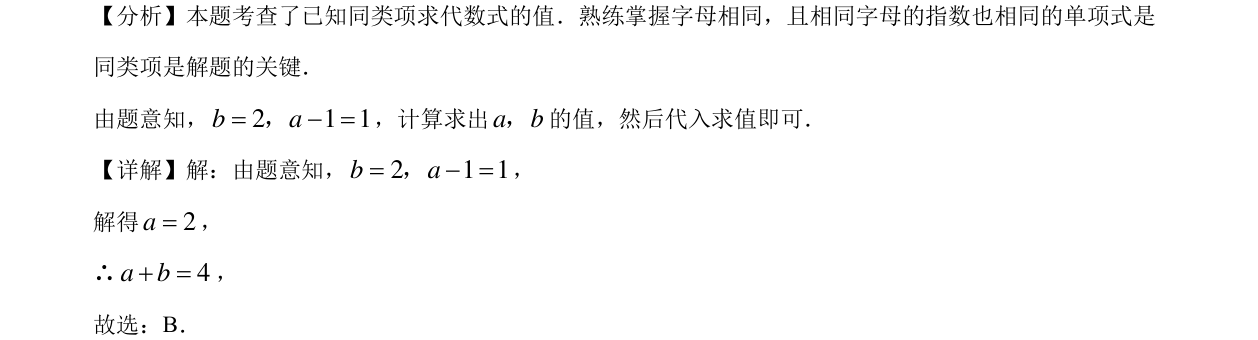 【分析】本题考查了已知同类项求代数式的值．熟练掌握字母相同，且相同字母的指数也相同的单项式是
同类项是解题的关键．
由题意知，b=2，a−1=1，计算求出a，b的值，然后代入求值即可．
【详解】解：由题意知，b=2，a−1=1，
解得a=2，
∴a+b=4，
故选：B．